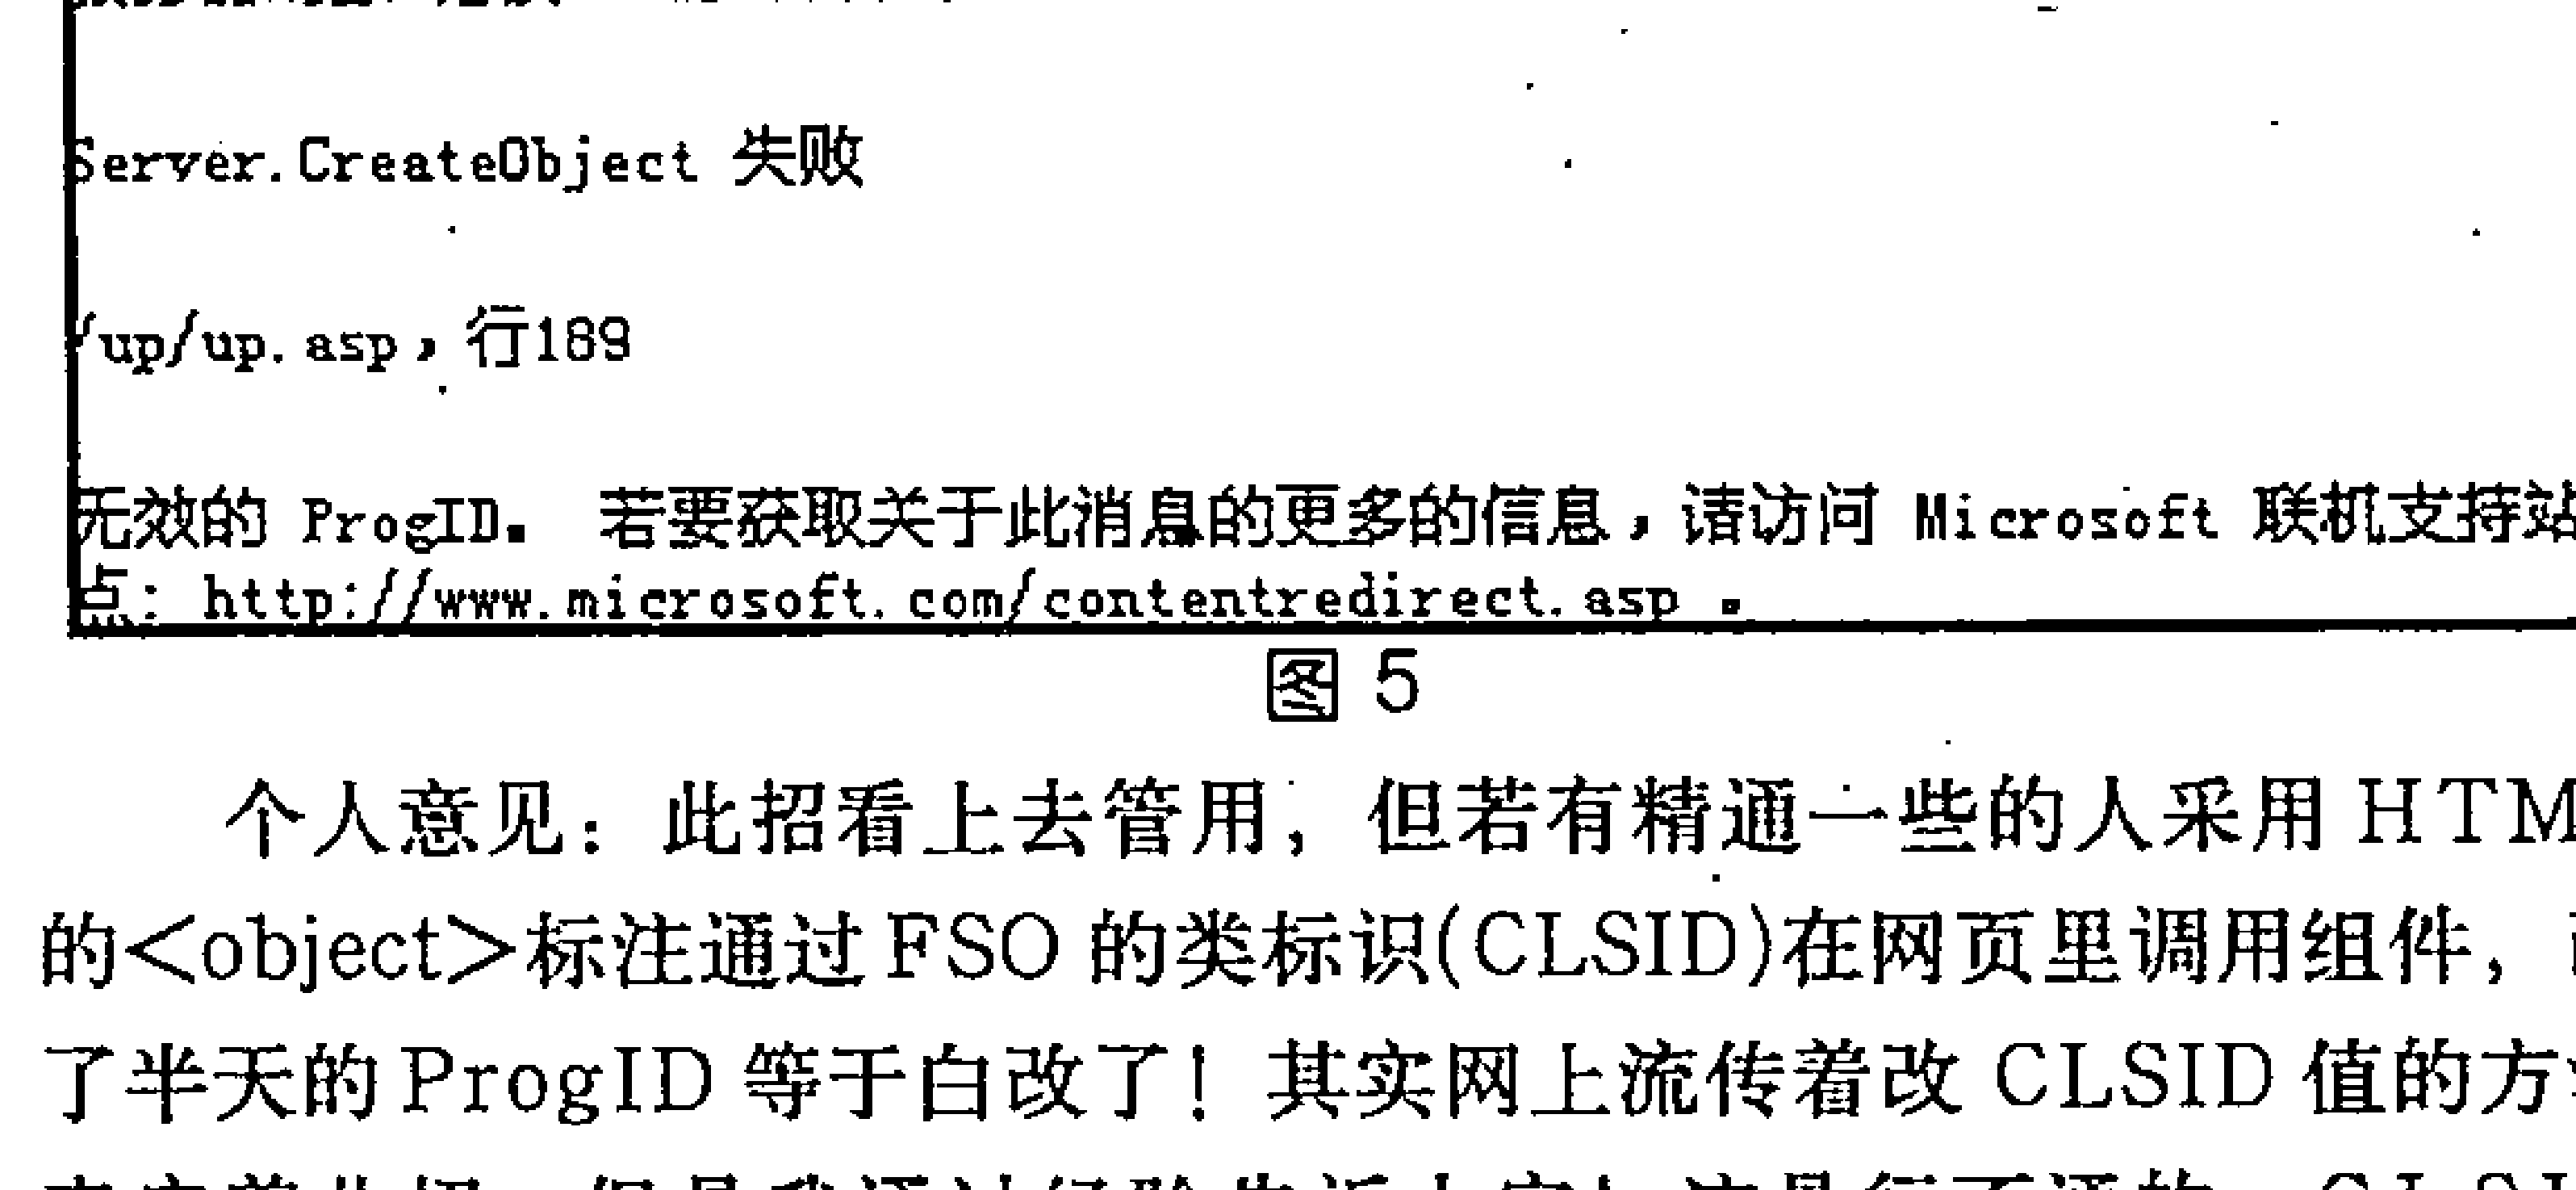 Server.CreateObject 失败
/up/up.asp，行189
无效的 ProgID。 若要获取关于此消息的更多的信息，请访问 Microsoft 联机支持站
点：http://www.microsoft.com/contentredirect.asp 。
图 5
个人意见：此招看上去管用，但若有精通一些的人采用 HTM
的<object>标注通过 FSO 的类标识(CLSID)在网页里调用组件，
了半天的 ProgID 等于白改了！其实网上流传着改 CLSID 值的方